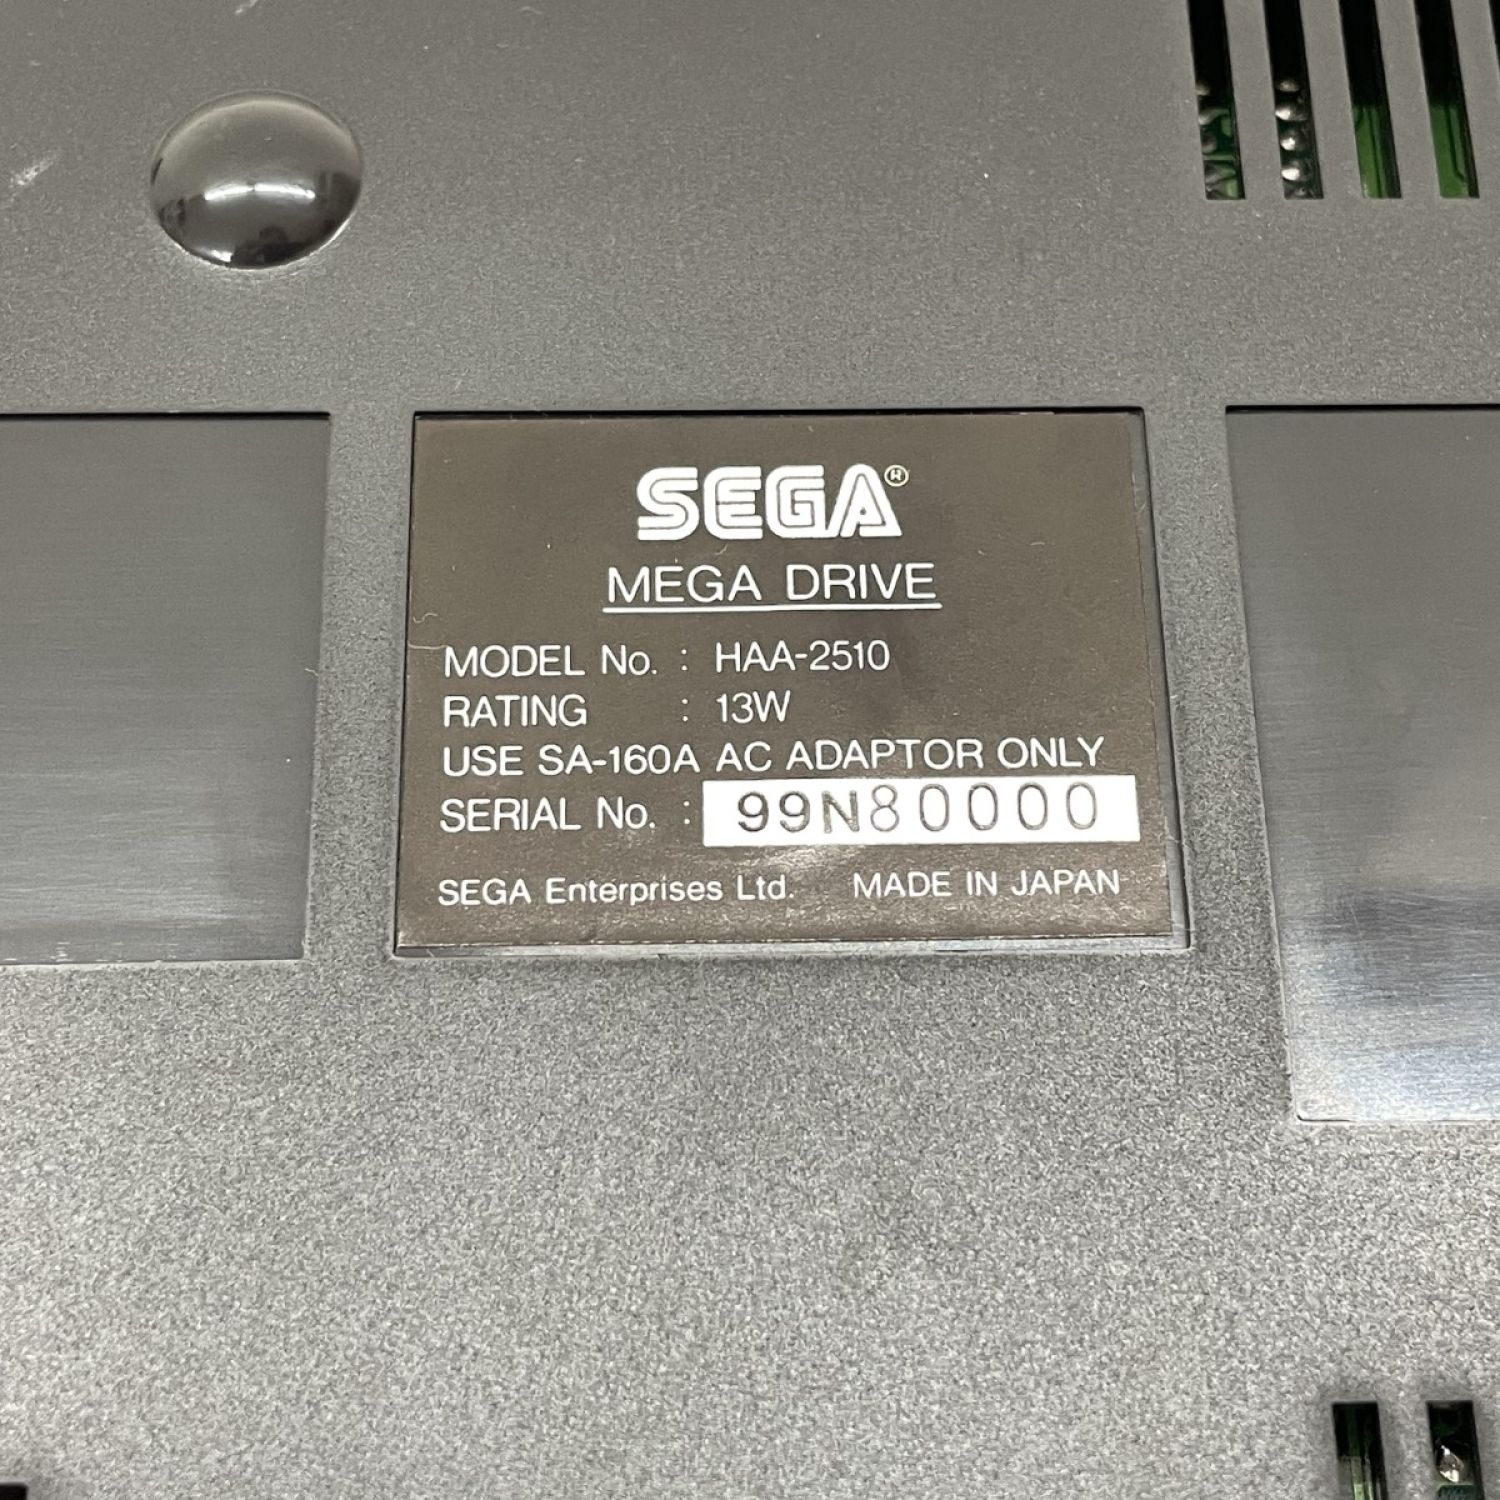 SEGA®
MEGA DRIVE
MODEL No. : HAA-2510
RATING : 13W
USE SA-160A AC ADAPTOR ONLY
SERIAL No. : 99N80000
SEGA Enterprises Ltd. MADE IN JAPAN